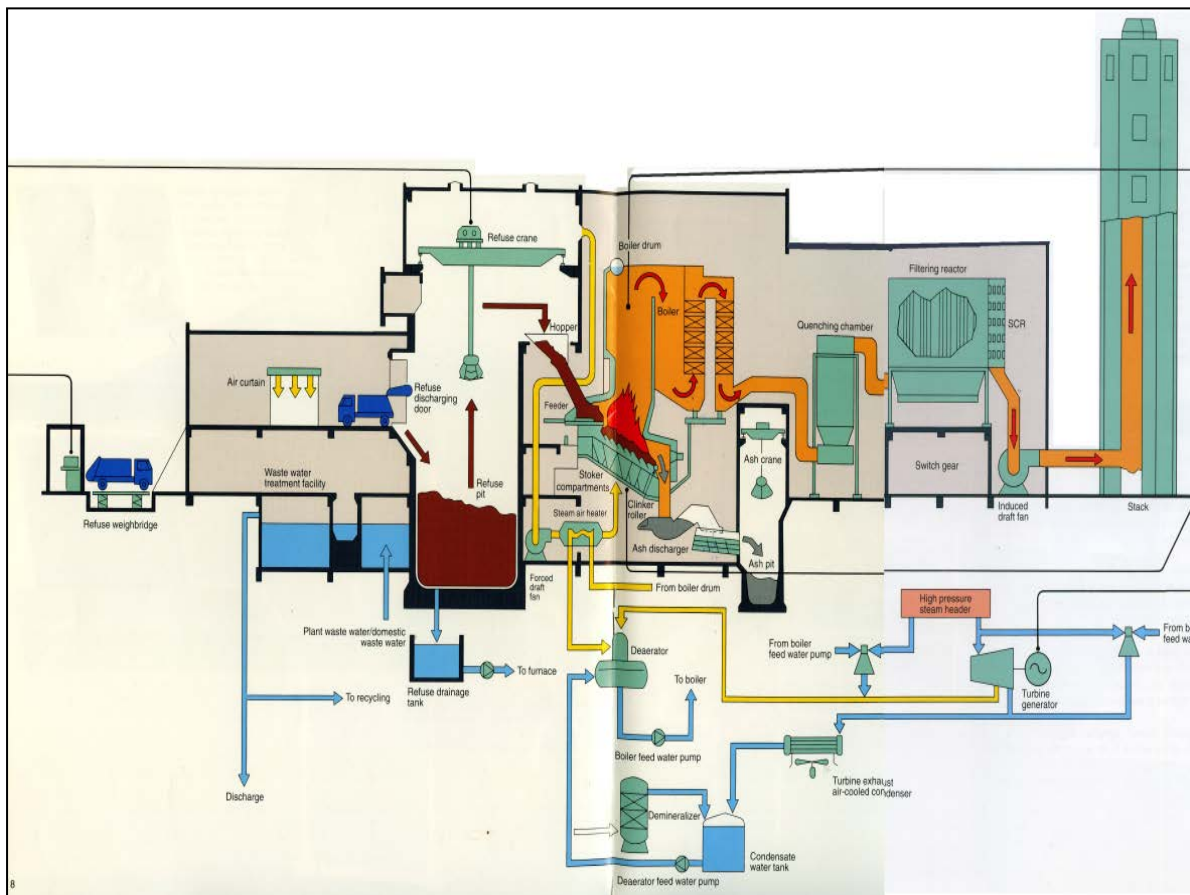 Refuse crane
Boiler drum
Filtering reactor
Hopper
Boiler
Quenching chamber
SCR
Air curtain
Refuse
discharging
door
Feeder
Waste water
treatment facility
Refuse
pit
Stoker
compartments
Clinker
roller
Ash crane
Switch gear
Refuse weighbridge
Steam air heater
Induced
draft fan
Stack
Ash discharger
Ash pit
Forced
draft
fan
From boiler drum
High pressure
steam header
Plant waste water/domestic
waste water
From boiler
feed water pump
From b
feed wa
Deaerator
To furnace
To recycling
Refuse drainage
tank
To boiler
Turbine
generator
Boiler feed water pump
Turbine exhaust
air-cooled condenser
Discharge
Demineralizer
Condensate
water tank
Deaerator feed water pump
8